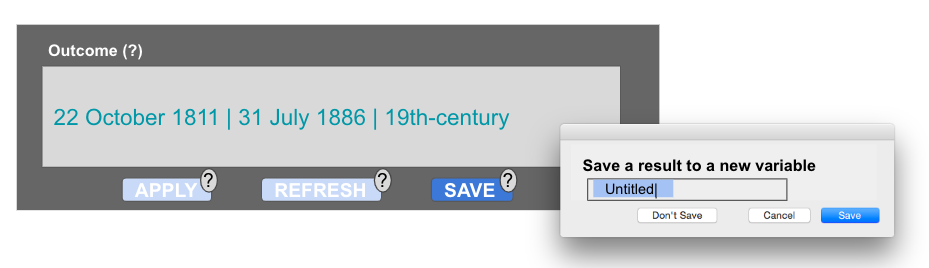 Outcome (?)
22 October 1811 | 31 July 1886 | 19th-century
APPLY ? REFRESH ? SAVE ?
Save a result to a new variable
Untitled
Don't Save Cancel Save